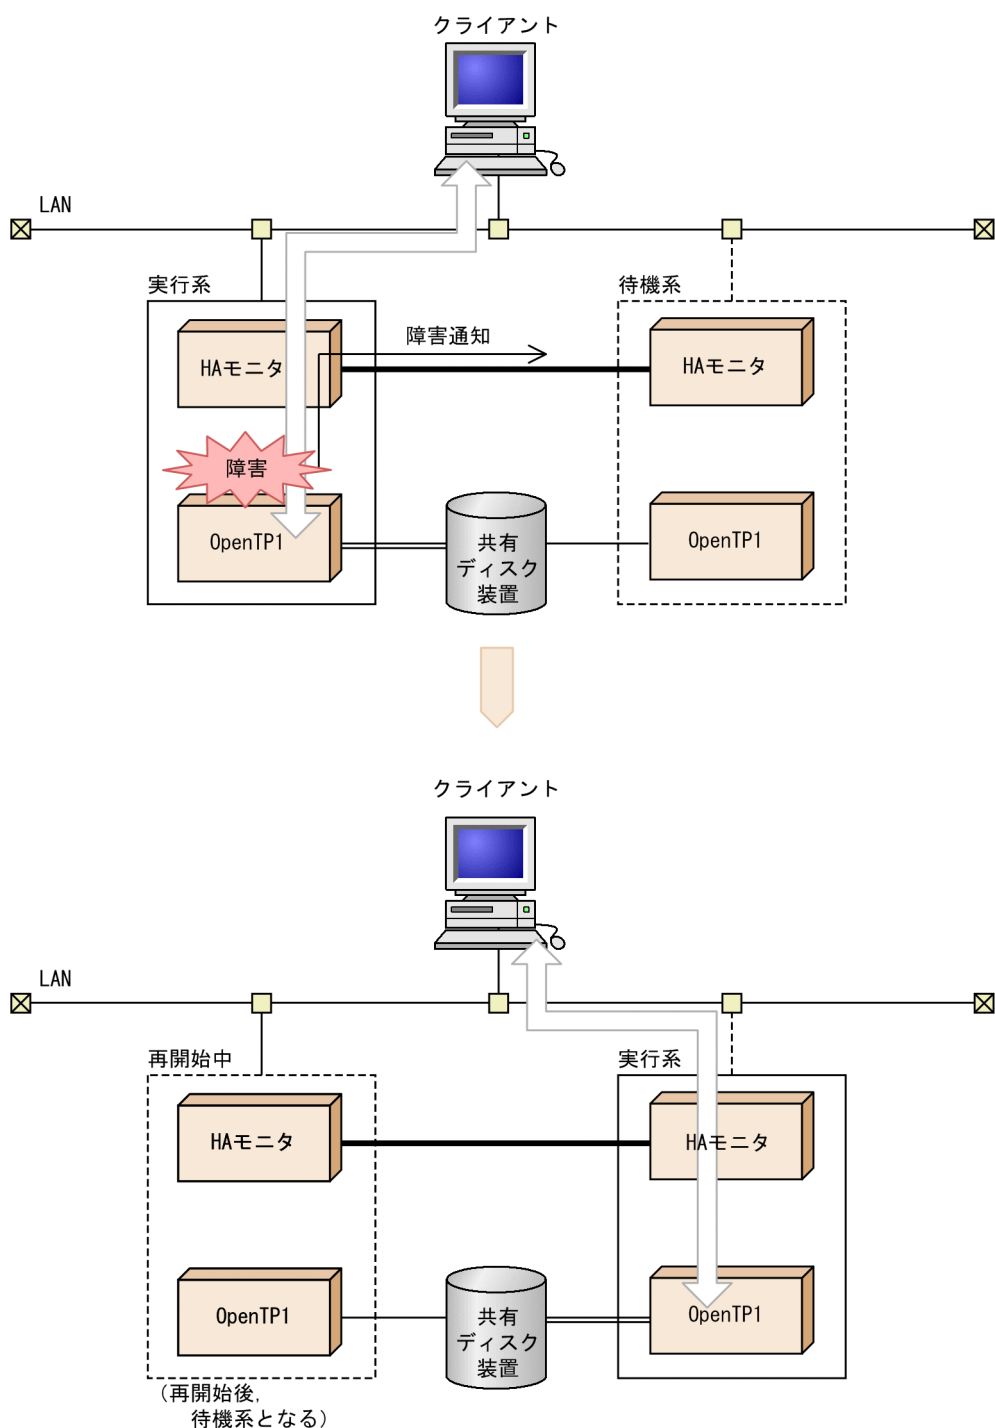 クライアント
LAN
実行系
待機系
障害通知
HAモニタ
HAモニタ
障害
OpenTP1
共有
ディスク
装置
OpenTP1
クライアント
LAN
再開始中
実行系
HAモニタ
HAモニタ
OpenTP1
共有
ディスク
装置
OpenTP1
（再開始後，
待機系となる）